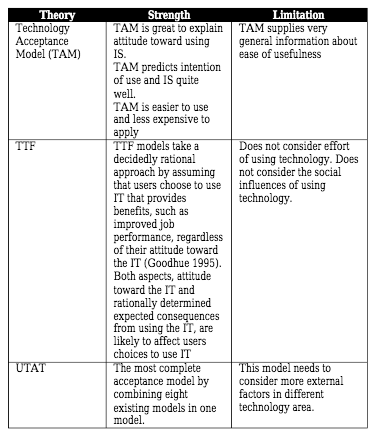 Theory Strength Limitation
Technology
Acceptance
Model (TAM)
TAM is great to explain
attitude toward using
IS.
TAM predicts intention
of use and IS quite
well.
TAM is easier to use
and less expensive to
apply
TAM supplies very
general information about
ease of usefulness
TTF
TTF models take a
decidedly rational
approach by assuming
that users choose to use
IT that provides
benefits, such as
improved job
performance, regardless
of their attitude toward
the IT (Goodhue 1995).
Both aspects, attitude
toward the IT and
rationally determined
expected consequences
from using the IT, are
likely to affect users
choices to use IT
Does not consider effort
of using technology. Does
not consider the social
influences of using
technology.
UTAT
The most complete
acceptance model by
combining eight
existing models in one
model.
This model needs to
consider more external
factors in different
technology area.